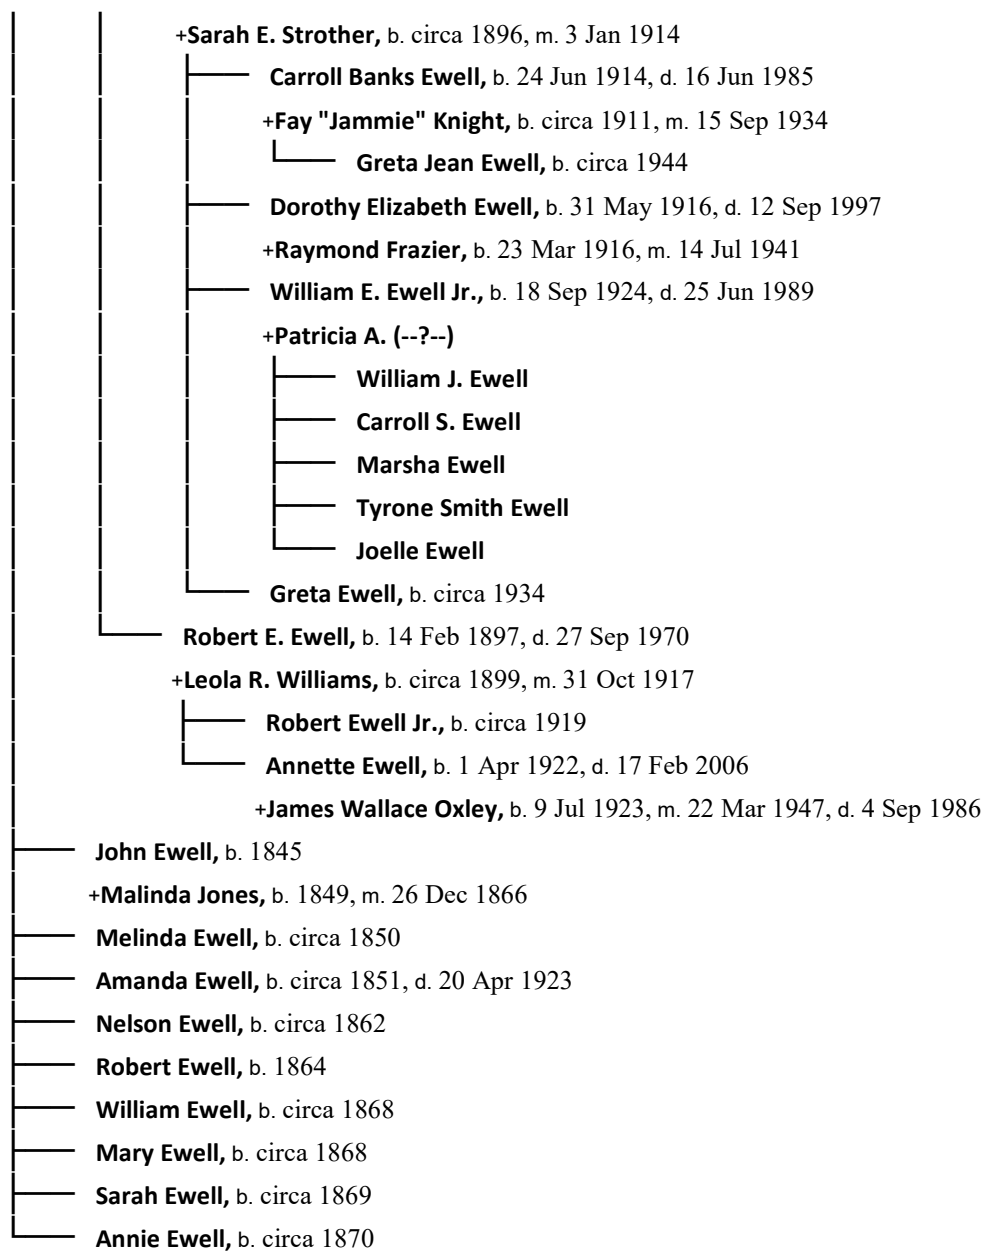 +Sarah E. Strother, b. circa 1896, m. 3 Jan 1914
Carroll Banks Ewell, b. 24 Jun 1914, d. 16 Jun 1985
+Fay "Jammie" Knight, b. circa 1911, m. 15 Sep 1934
Greta Jean Ewell, b. circa 1944
Dorothy Elizabeth Ewell, b. 31 May 1916, d. 12 Sep 1997
+Raymond Frazier, b. 23 Mar 1916, m. 14 Jul 1941
William E. Ewell Jr., b. 18 Sep 1924, d. 25 Jun 1989
+Patricia A. (--?--)
William J. Ewell
Carroll S. Ewell
Marsha Ewell
Tyrone Smith Ewell
Joelle Ewell
Greta Ewell, b. circa 1934
Robert E. Ewell, b. 14 Feb 1897, d. 27 Sep 1970
+Leola R. Williams, b. circa 1899, m. 31 Oct 1917
Robert Ewell Jr., b. circa 1919
Annette Ewell, b. 1 Apr 1922, d. 17 Feb 2006
+James Wallace Oxley, b. 9 Jul 1923, m. 22 Mar 1947, d. 4 Sep 1986
John Ewell, b. 1845
+Malinda Jones, b. 1849, m. 26 Dec 1866
Melinda Ewell, b. circa 1850
Amanda Ewell, b. circa 1851, d. 20 Apr 1923
Nelson Ewell, b. circa 1862
Robert Ewell, b. 1864
William Ewell, b. circa 1868
Mary Ewell, b. circa 1868
Sarah Ewell, b. circa 1869
Annie Ewell, b. circa 1870